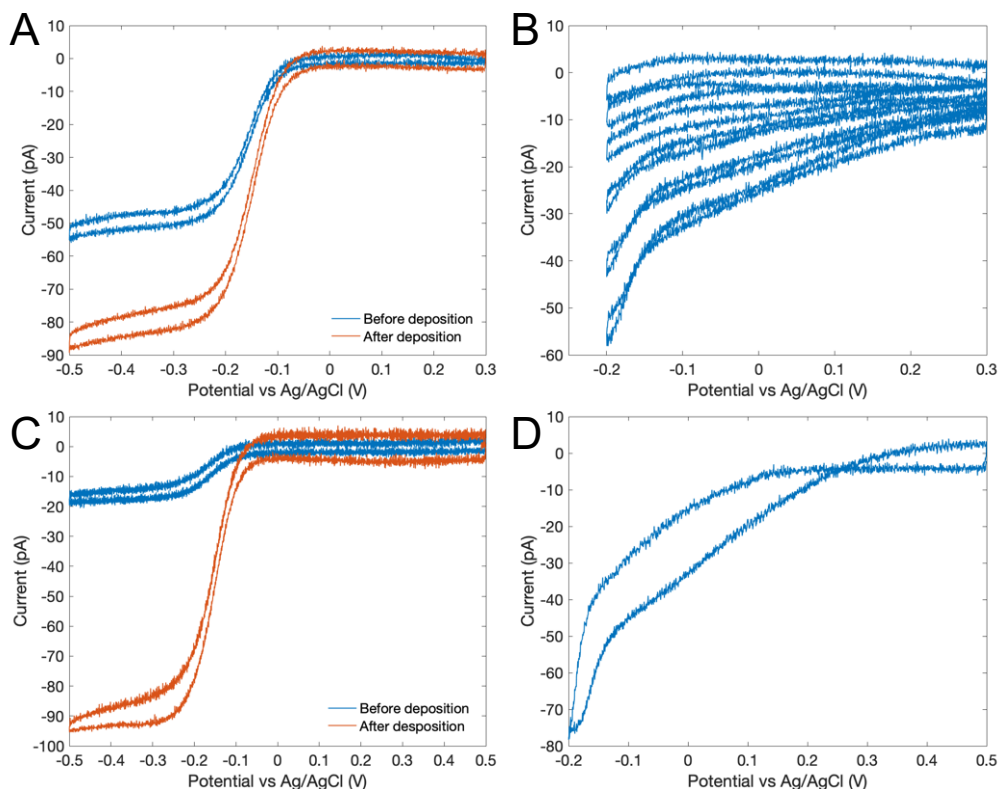 A
10
0
-10
-20
-30
-40
-50
-60
-70
-80
-90
Current (pA)
Before deposition
After deposition
-0.5 -0.4 -0.3 -0.2 -0.1 0 0.1 0.2 0.3
Potential vs Ag/AgCl (V)
B
10
0
-10
-20
-30
-40
-50
-60
Current (pA)
-0.2 -0.1 0 0.1 0.2 0.3
Potential vs Ag/AgCl (V)
C
10
0
-10
-20
-30
-40
-50
-60
-70
-80
-90
-100
Current (pA)
Before deposition
After desposition
-0.5 -0.4 -0.3 -0.2 -0.1 0 0.1 0.2 0.3 0.4 0.5
Potential vs Ag/AgCl (V)
D
10
0
-10
-20
-30
-40
-50
-60
-70
-80
Current (pA)
-0.2 -0.1 0 0.1 0.2 0.3 0.4 0.5
Potential vs Ag/AgCl (V)